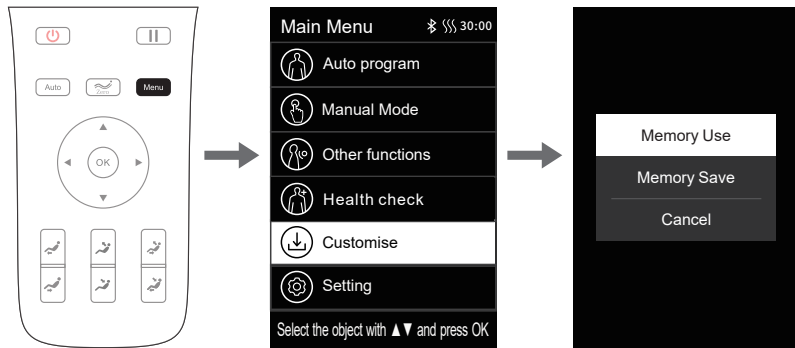 Auto
Zero
Menu
OK
Main Menu 30:00
Auto program
Manual Mode
Other functions
Health check
Customise
Setting
Select the object with ▲▼ and press OK
Memory Use
Memory Save
Cancel